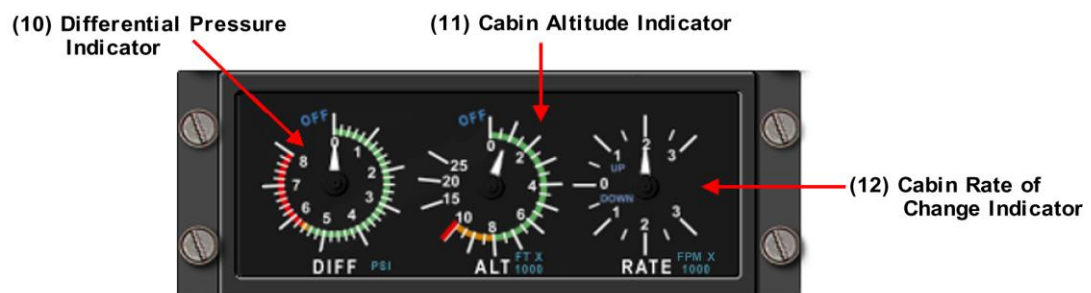 (10) Differential Pressure
Indicator
(11) Cabin Altitude Indicator
(12) Cabin Rate of
Change Indicator
OFF
0
1
2
3
4
5
6
7
8
DIFF PSI
OFF
0
2
4
6
8
10
15
20
25
ALT FT X
1000
2
1
3
UP
0
DOWN
1
3
2
RATE FPM X
1000